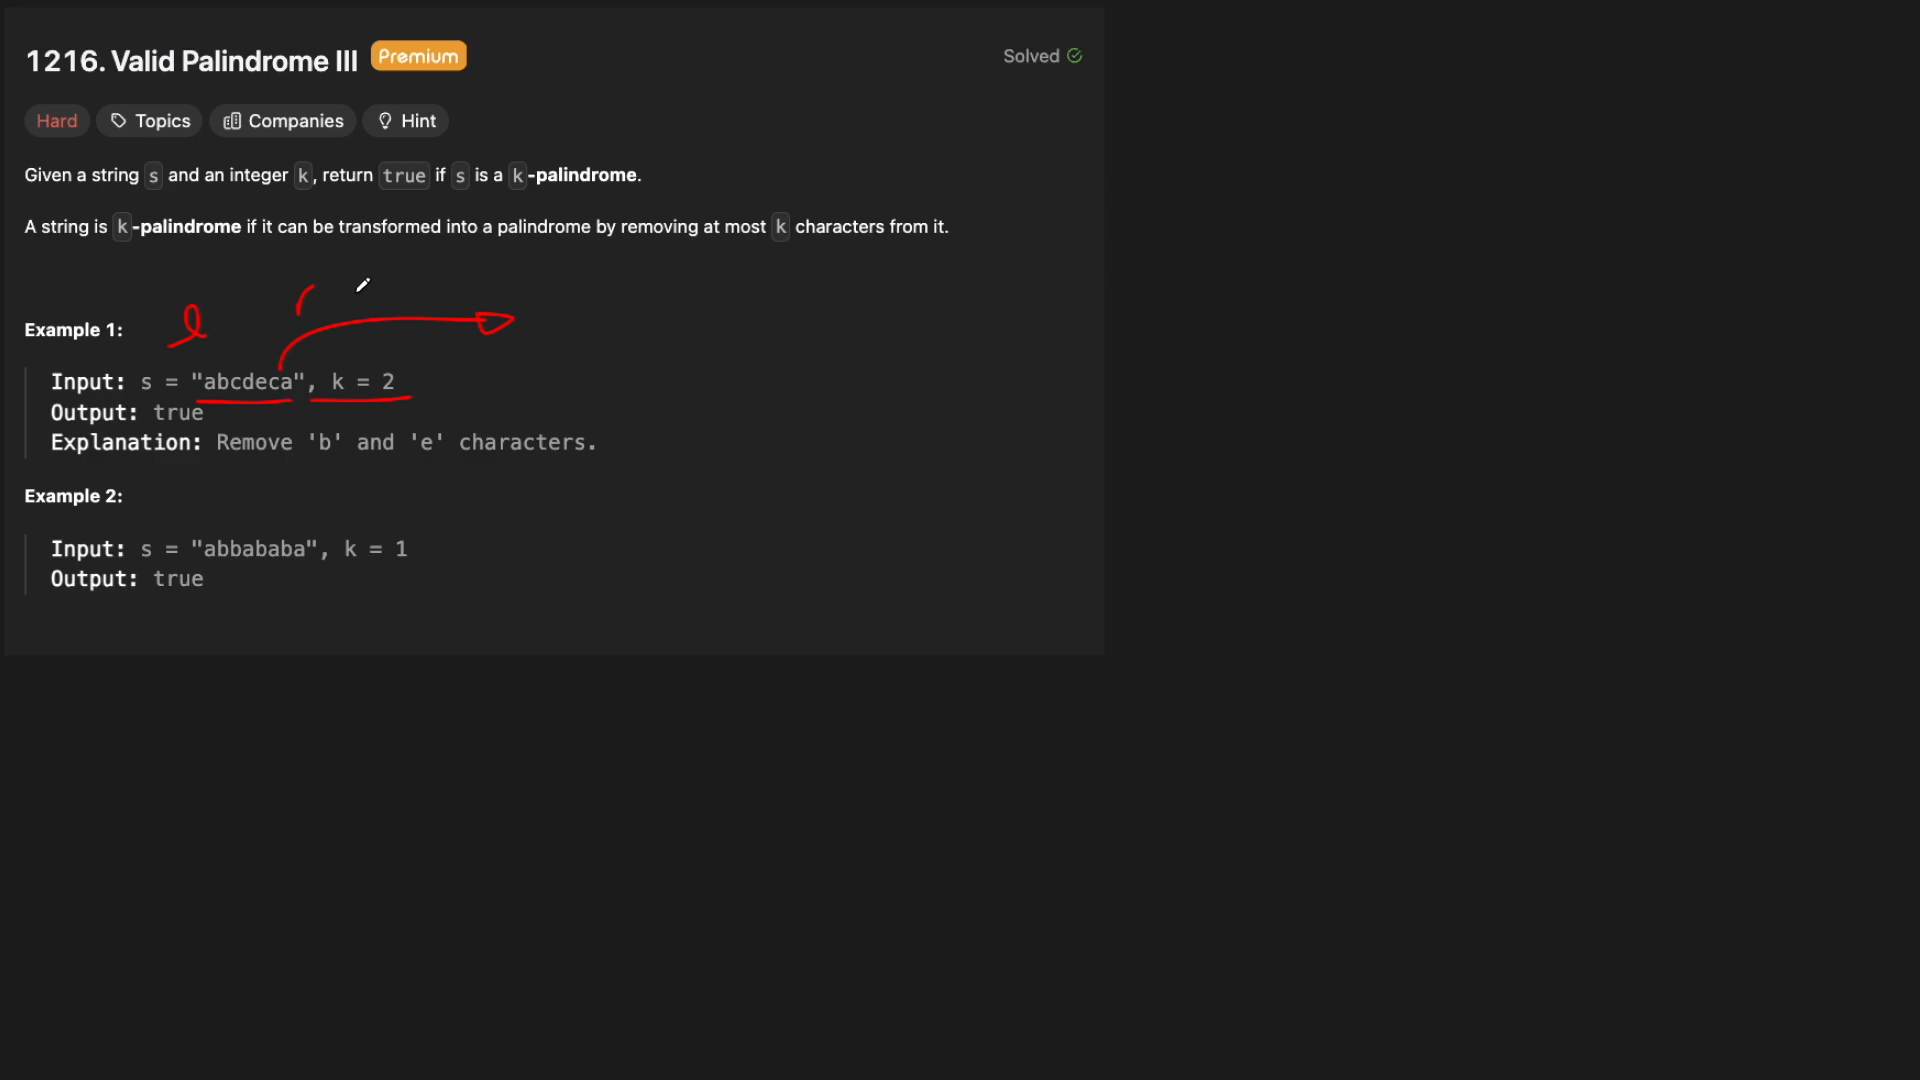 1216. Valid Palindrome III Premium
Solved
Hard Topics Companies Hint
Given a string s and an integer k, return true if s is a k-palindrome.
A string is k-palindrome if it can be transformed into a palindrome by removing at most k characters from it.
l r
Example 1:
Input: s = "abcdeca", k = 2
Output: true
Explanation: Remove 'b' and 'e' characters.
Example 2:
Input: s = "abbababa", k = 1
Output: true